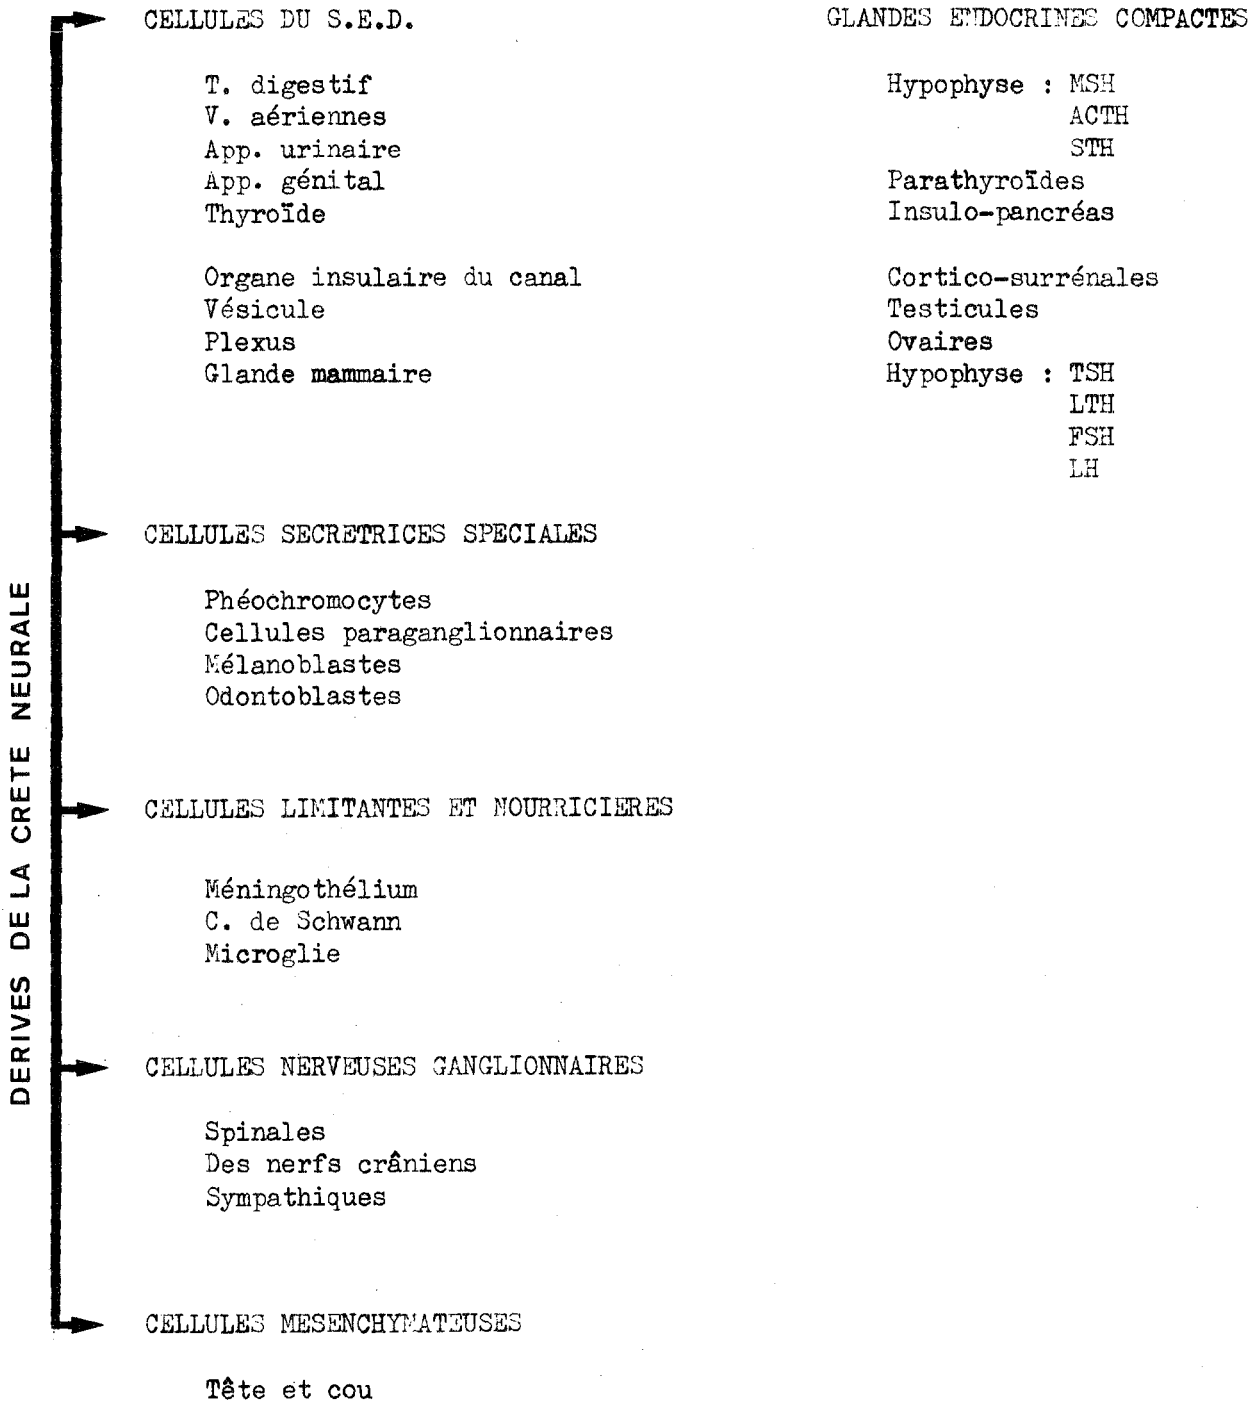 DERIVES DE LA CRETE NEURALE
CELLULES DU S.E.D.
T. digestif
V. aériennes
App. urinaire
App. génital
Thyroïde
Organe insulaire du canal
Vésicule
Plexus
Glande mammaire
GLANDES ENDOCRINES COMPACTES
Hypophyse : MSH
ACTH
STH
Parathyroïdes
Insulo-pancréas
Cortico-surrénales
Testicules
Ovaires
Hypophyse : TSH
LTH
FSH
LH
CELLULES SECRETRICES SPECIALES
Phéochromocytes
Cellules paraganglionnaires
Mélanoblastes
Odontoblastes
CELLULES LIMITANTES ET NOURRICIERES
Méningothélium
C. de Schwann
Microglie
CELLULES NERVEUSES GANGLIONNAIRES
Spinales
Des nerfs crâniens
Sympathiques
CELLULES MESENCHYMATEUSES
Tête et cou